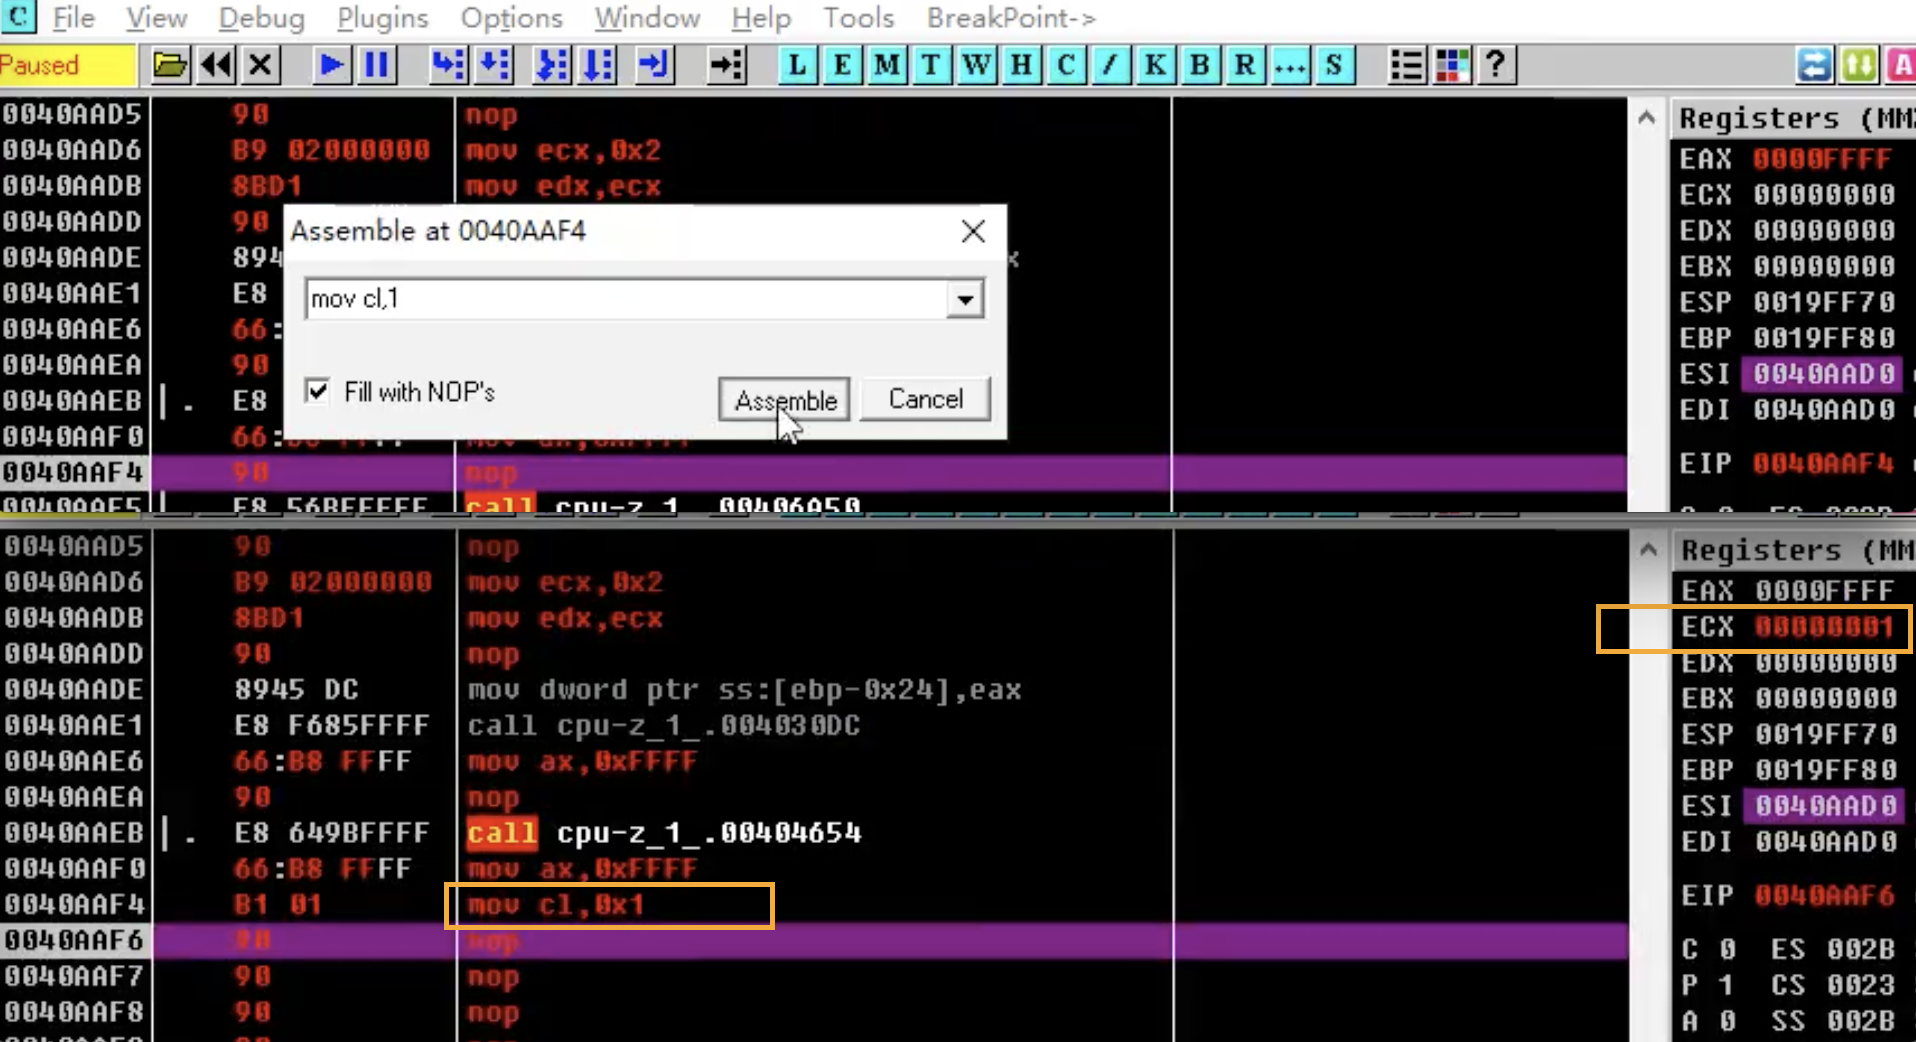 C File View Debug Plugins Options Window Help Tools BreakPoint->
Paused L E M T W H C / K B R ... S ? A
0040AAD5 90 nop
0040AAD6 B9 02000000 mov ecx,0x2
0040AADB 8BD1 mov edx,ecx
0040AADD 90
0040AADE 894 x
0040AAE1 E8
0040AAE6 66:
0040AAEA 90
0040AAEB | . E8
0040AAF0 66:
0040AAF4 90 nop
0040AAF5 | E8 56BFFFFF call cpu-z_1_.00406A50
Assemble at 0040AAF4
mov cl,1
Fill with NOP's
Assemble Cancel
Registers (MM
EAX 0000FFFF
ECX 00000000
EDX 00000000
EBX 00000000
ESP 0019FF70
EBP 0019FF80
ESI 0040AAD0
EDI 0040AAD0
EIP 0040AAF4
0040AAD5 90 nop
0040AAD6 B9 02000000 mov ecx,0x2
0040AADB 8BD1 mov edx,ecx
0040AADD 90 nop
0040AADE 8945 DC mov dword ptr ss:[ebp-0x24],eax
0040AAE1 E8 F685FFFF call cpu-z_1_.004030DC
0040AAE6 66:B8 FFFF mov ax,0xFFFF
0040AAEA 90 nop
0040AAEB | . E8 649BFFFF call cpu-z_1_.00404654
0040AAF0 66:B8 FFFF mov ax,0xFFFF
0040AAF4 B1 01 mov cl,0x1
0040AAF6 90 nop
0040AAF7 90 nop
0040AAF8 90 nop
Registers (MM
EAX 0000FFFF
ECX 00000001
EDX 00000000
EBX 00000000
ESP 0019FF70
EBP 0019FF80
ESI 0040AAD0
EDI 0040AAD0
EIP 0040AAF6
C 0 ES 002B
P 1 CS 0023
A 0 SS 002B